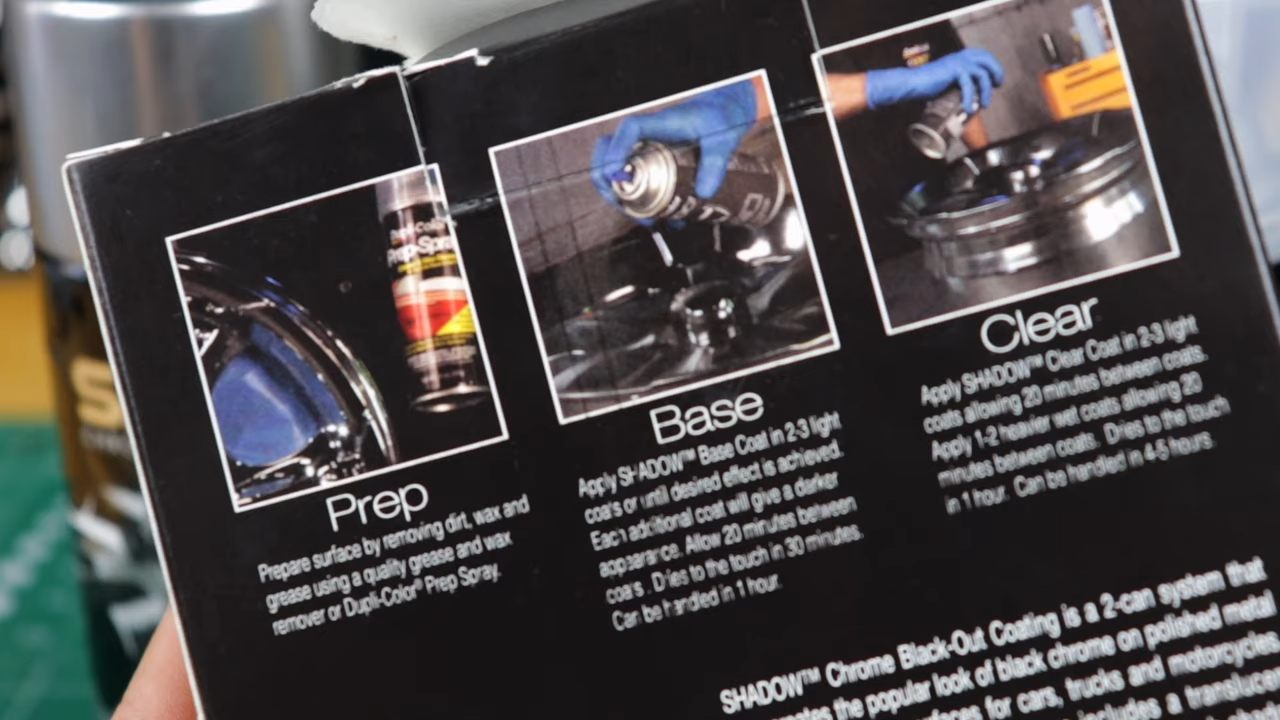 Prep
Prepare surface by removing dirt, wax and
grease using a quality grease and wax
remover or Dupli-Color® Prep Spray.
Base
Apply SHADOW™ Base Coat in 2-3 light
coats or until desired effect is achieved.
Each additional coat will give a darker
appearance. Allow 20 minutes between
coats. Dries to the touch in 30 minutes.
Can be handled in 1 hour.
Clear
Apply SHADOW™ Clear Coat in 2-3 light
coats allowing 20 minutes between coats.
Apply 1-2 heavier wet coats allowing 20
minutes between coats. Dries to the touch
in 1 hour. Can be handled in 4-5 hours.
SHADOW™ Chrome Black-Out Coating is a 2-can system that
the popular look of black chrome on polished metal
for cars, trucks and motorcycles.
includes a
Prep-Spray